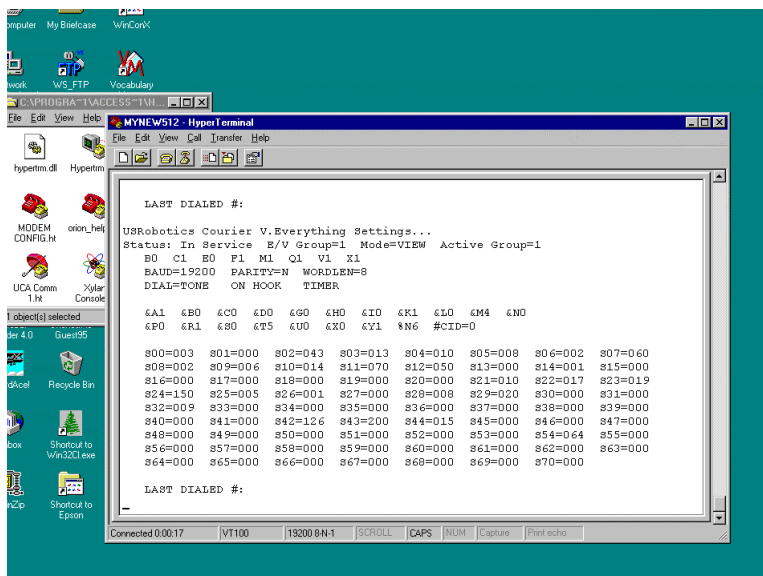 omputer My Briefcase WinConX
twork WS_FTP Vocabulary
C:\PROGRA~1\ACCESS~1\H...
File Edit View Help
hypertrm.dll Hypertrm
MODEM CONFIG.ht orion_help
UCA Comm 1.ht Xylan Console
1 object(s) selected
der 4.0 Guest95
rdAce! Recycle Bin
box Shortcut to Win32Cl.exe
nZip Shortcut to Epson
MYNEW512 - HyperTerminal
File Edit View Call Transfer Help
LAST DIALED #:
USRobotics Courier V.Everything Settings...
Status: In Service E/V Group=1 Mode=VIEW Active Group=1
B0 C1 E0 F1 M1 Q1 V1 X1
BAUD=19200 PARITY=N WORDLEN=8
DIAL=TONE ON HOOK TIMER
&A1 &B0 &C0 &D0 &G0 &H0 &I0 &K1 &L0 &M4 &N0
&P0 &R1 &S0 &T5 &U0 &X0 &Y1 %N6 #CID=0
S00=003 S01=000 S02=043 S03=013 S04=010 S05=008 S06=002 S07=060
S08=002 S09=006 S10=014 S11=070 S12=050 S13=000 S14=001 S15=000
S16=000 S17=000 S18=000 S19=000 S20=000 S21=010 S22=017 S23=019
S24=150 S25=005 S26=001 S27=000 S28=008 S29=020 S30=000 S31=000
S32=009 S33=000 S34=000 S35=000 S36=000 S37=000 S38=000 S39=000
S40=000 S41=000 S42=126 S43=200 S44=015 S45=000 S46=000 S47=000
S48=000 S49=000 S50=000 S51=000 S52=000 S53=000 S54=064 S55=000
S56=000 S57=000 S58=000 S59=000 S60=000 S61=000 S62=000 S63=000
S64=000 S65=000 S66=000 S67=000 S68=000 S69=000 S70=000
LAST DIALED #:
Connected 0:00:17 VT100 19200 8-N-1 SCROLL CAPS NUM Capture Print echo